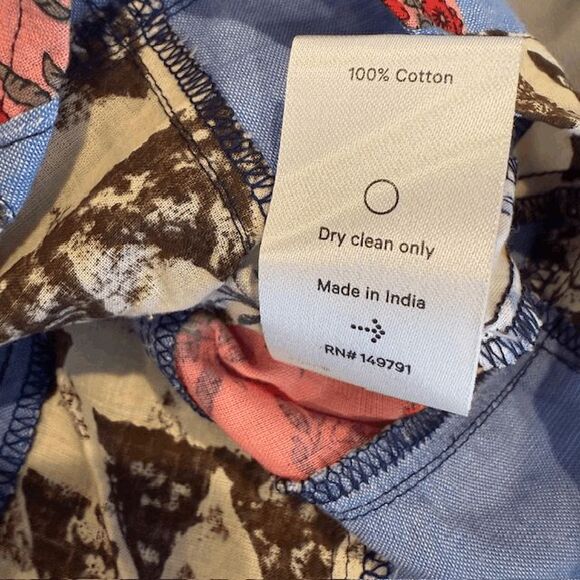 100% Cotton
Dry clean only
Made in India
RN# 149791